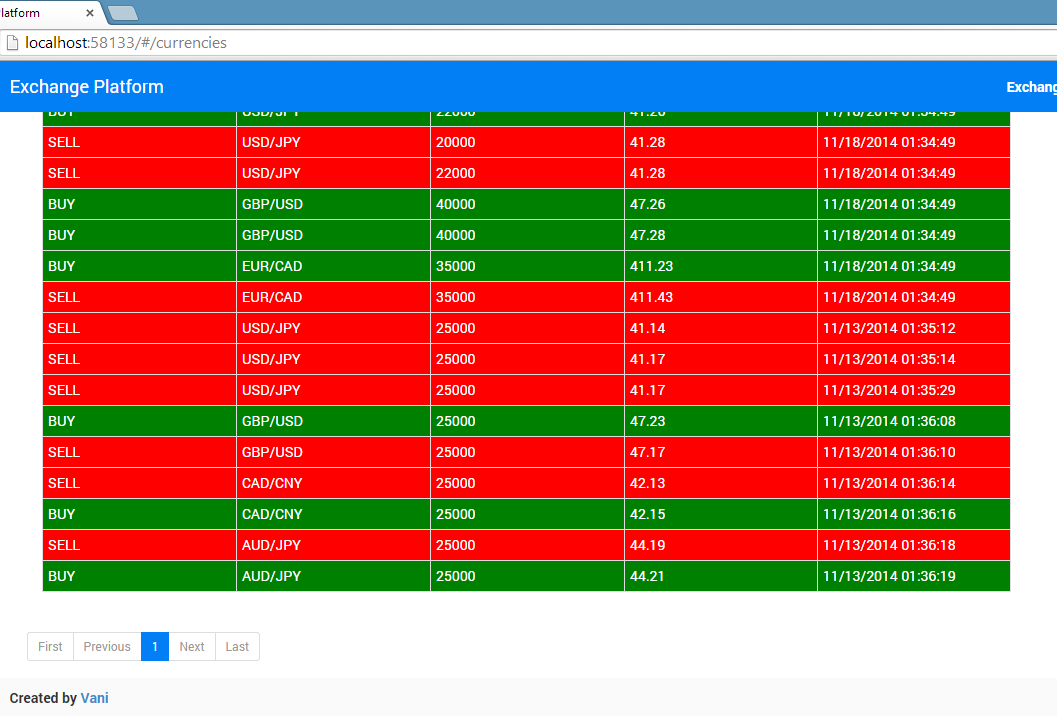 latform ×
localhost:58133/#/currencies
Exchange Platform Exchang
BUY USD/JPY 22000 41.26 11/18/2014 01:34:49
SELL USD/JPY 20000 41.28 11/18/2014 01:34:49
SELL USD/JPY 22000 41.28 11/18/2014 01:34:49
BUY GBP/USD 40000 47.26 11/18/2014 01:34:49
BUY GBP/USD 40000 47.28 11/18/2014 01:34:49
BUY EUR/CAD 35000 411.23 11/18/2014 01:34:49
SELL EUR/CAD 35000 411.43 11/18/2014 01:34:49
SELL USD/JPY 25000 41.14 11/13/2014 01:35:12
SELL USD/JPY 25000 41.17 11/13/2014 01:35:14
SELL USD/JPY 25000 41.17 11/13/2014 01:35:29
BUY GBP/USD 25000 47.23 11/13/2014 01:36:08
SELL GBP/USD 25000 47.17 11/13/2014 01:36:10
SELL CAD/CNY 25000 42.13 11/13/2014 01:36:14
BUY CAD/CNY 25000 42.15 11/13/2014 01:36:16
SELL AUD/JPY 25000 44.19 11/13/2014 01:36:18
BUY AUD/JPY 25000 44.21 11/13/2014 01:36:19
First Previous 1 Next Last
Created by Vani